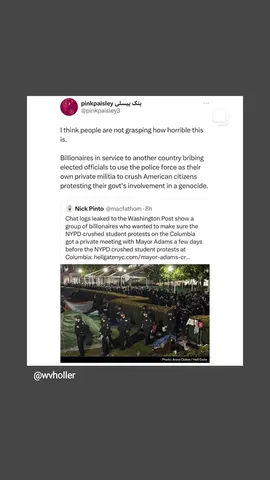 pinkpaisley پنک پیسلی
@pinkpaisley3
I think people are not grasping how horrible this
is.
Billionaires in service to another country bribing
elected officials to use the police force as their
own private militia to crush American citizens
protesting their govt's involvement in a genocide.
Nick Pinto @macfathom · 8h
Chat logs leaked to the Washington Post show a
group of billionaires who wanted to make sure the
NYPD crushed student protests on the Columbia
got a private meeting with Mayor Adams a few days
before the NYPD crushed student protests at
Columbia: hellgatenyc.com/mayor-adams-cr...
Photo: / Hell Gate
@wvholler